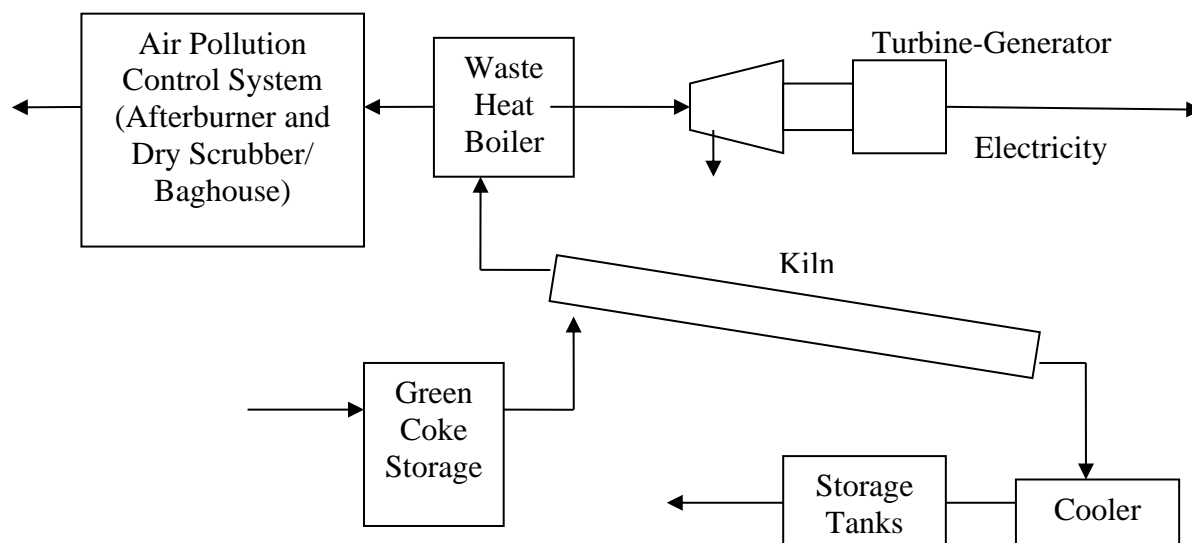 Air Pollution
Control System
(Afterburner and
Dry Scrubber/
Baghouse)
Waste
Heat
Boiler
Turbine-Generator
Electricity
Kiln
Green
Coke
Storage
Storage
Tanks
Cooler